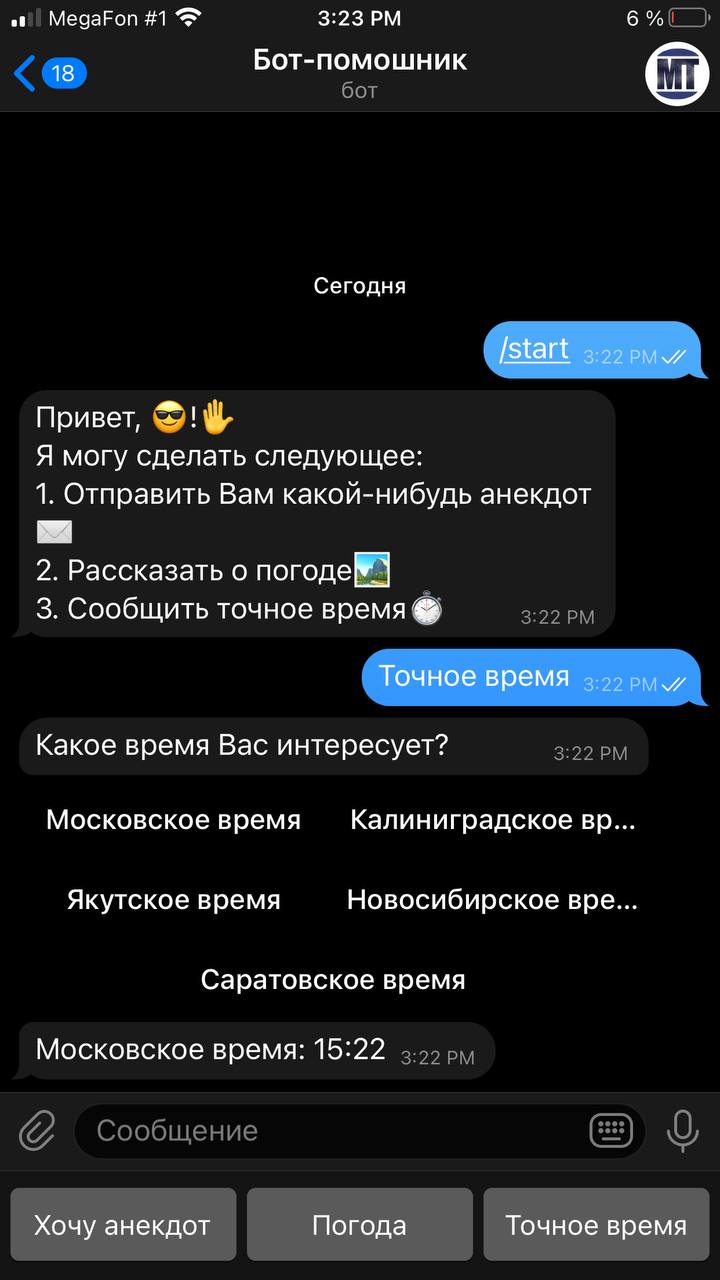 MegaFon #1 3:23 PM 6 %
18 Бот-помошник
бот
МТ
Сегодня
/start 3:22 PM
Привет, 😎!🤚
Я могу сделать следующее:
1. Отправить Вам какой-нибудь анекдот
✉️
2. Рассказать о погоде🏞
3. Сообщить точное время⏱ 3:22 PM
Точное время 3:22 PM
Какое время Вас интересует? 3:22 PM
Московское время Калиниградское вр...
Якутское время Новосибирское вре...
Саратовское время
Московское время: 15:22 3:22 PM
Сообщение
Хочу анекдот Погода Точное время